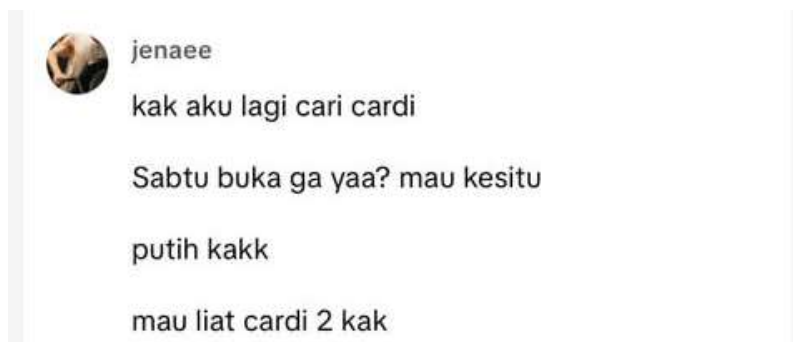 jenaee
kak aku lagi cari cardi
Sabtu buka ga yaa? mau kesitu
putih kakk
mau liat cardi 2 kak